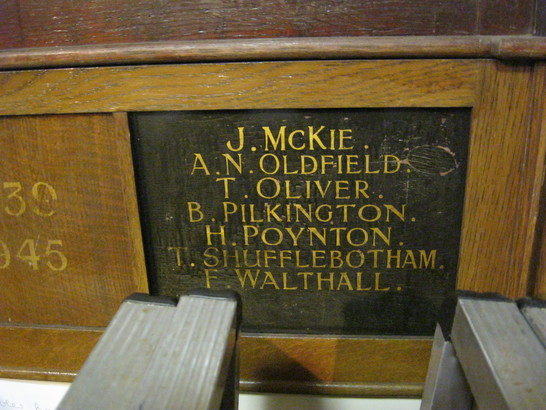 J. McKIE.
A.N. OLDFIELD.
T. OLIVER.
B. PILKINGTON.
H. POYNTON.
T. SHUFFLEBOTHAM.
F. WALTHALL.
39
945